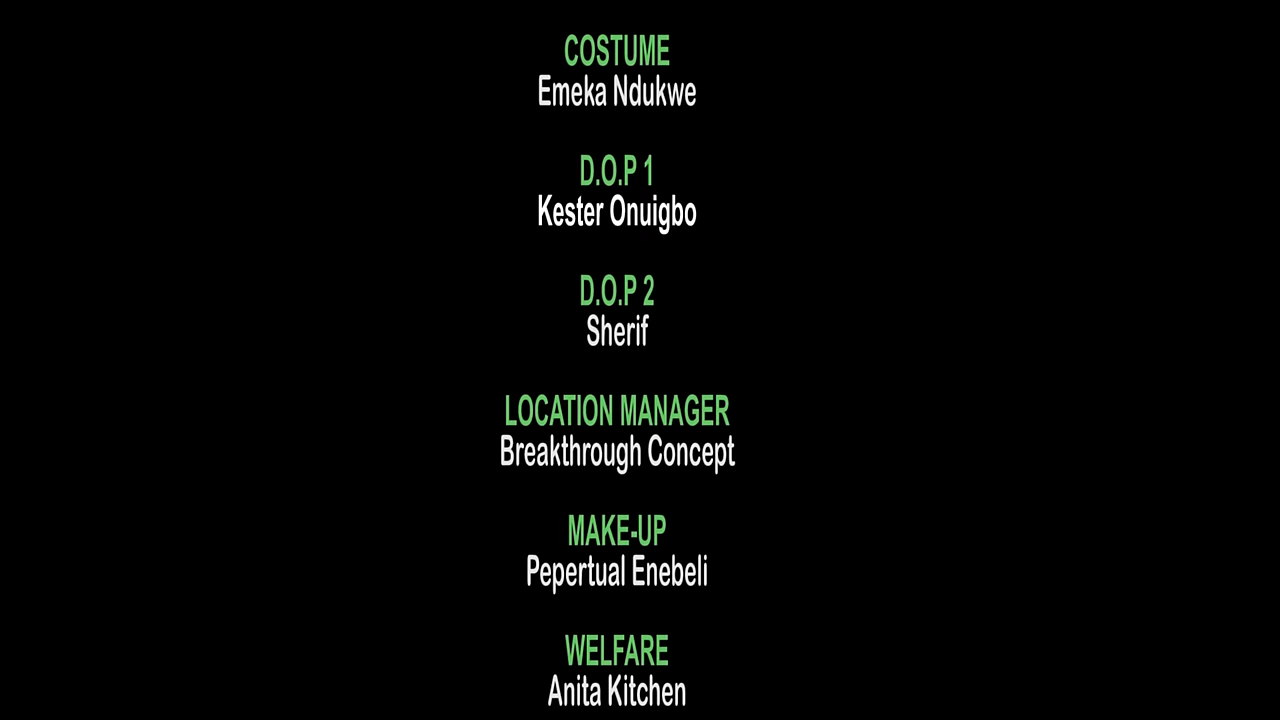 COSTUME
Emeka Ndukwe
D.O.P 1
Kester Onuigbo
D.O.P 2
Sherif
LOCATION MANAGER
Breakthrough Concept
MAKE-UP
Pepertual Enebeli
WELFARE
Anita Kitchen